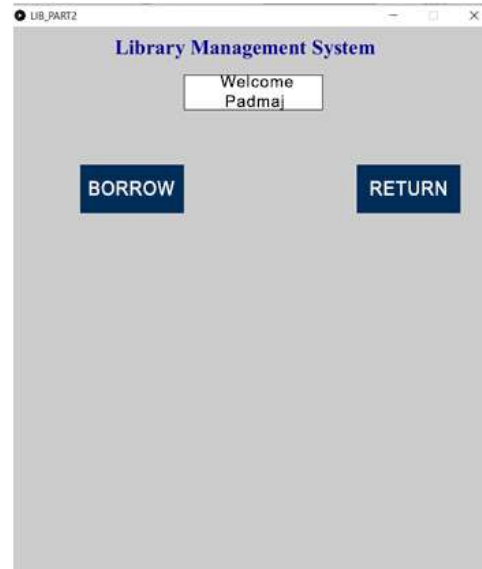 LIB_PART2
Library Management System
Welcome
Padmaj
BORROW
RETURN